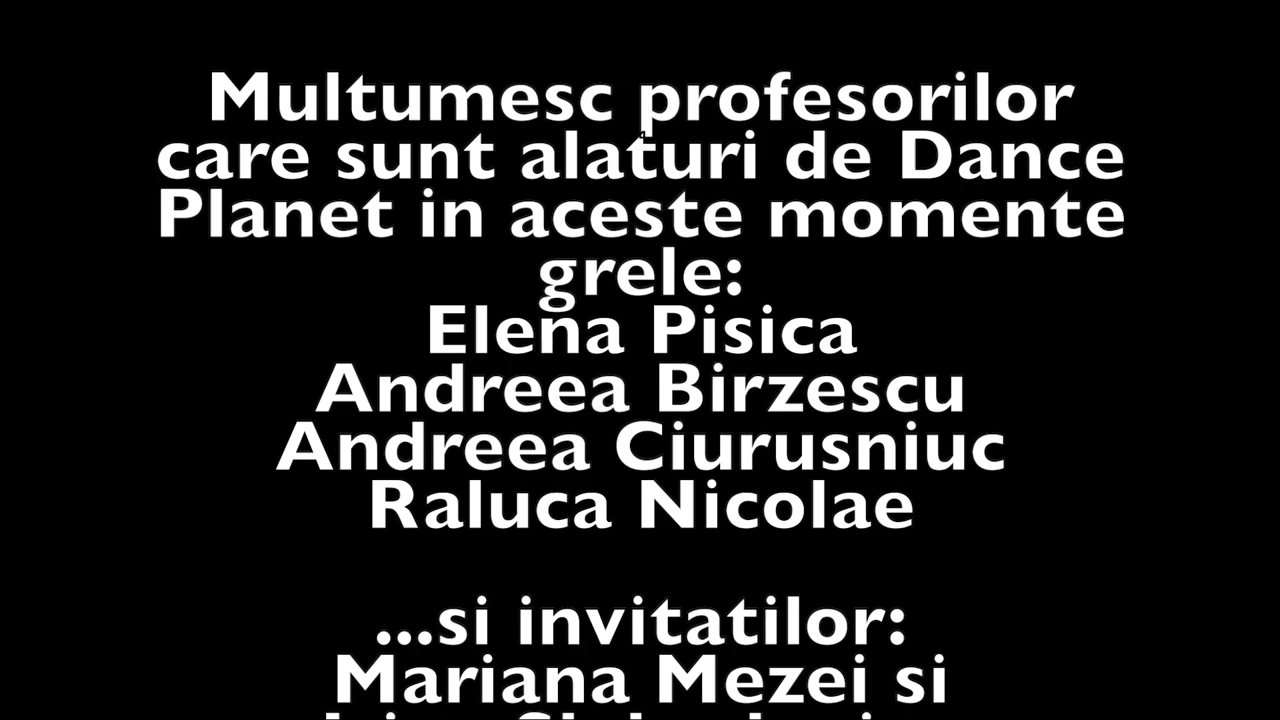 Multumesc profesorilor
care sunt alaturi de Dance
Planet in aceste momente
grele:
Elena Pisica
Andreea Birzescu
Andreea Ciurusniuc
Raluca Nicolae
...si invitatilor:
Mariana Mezei si